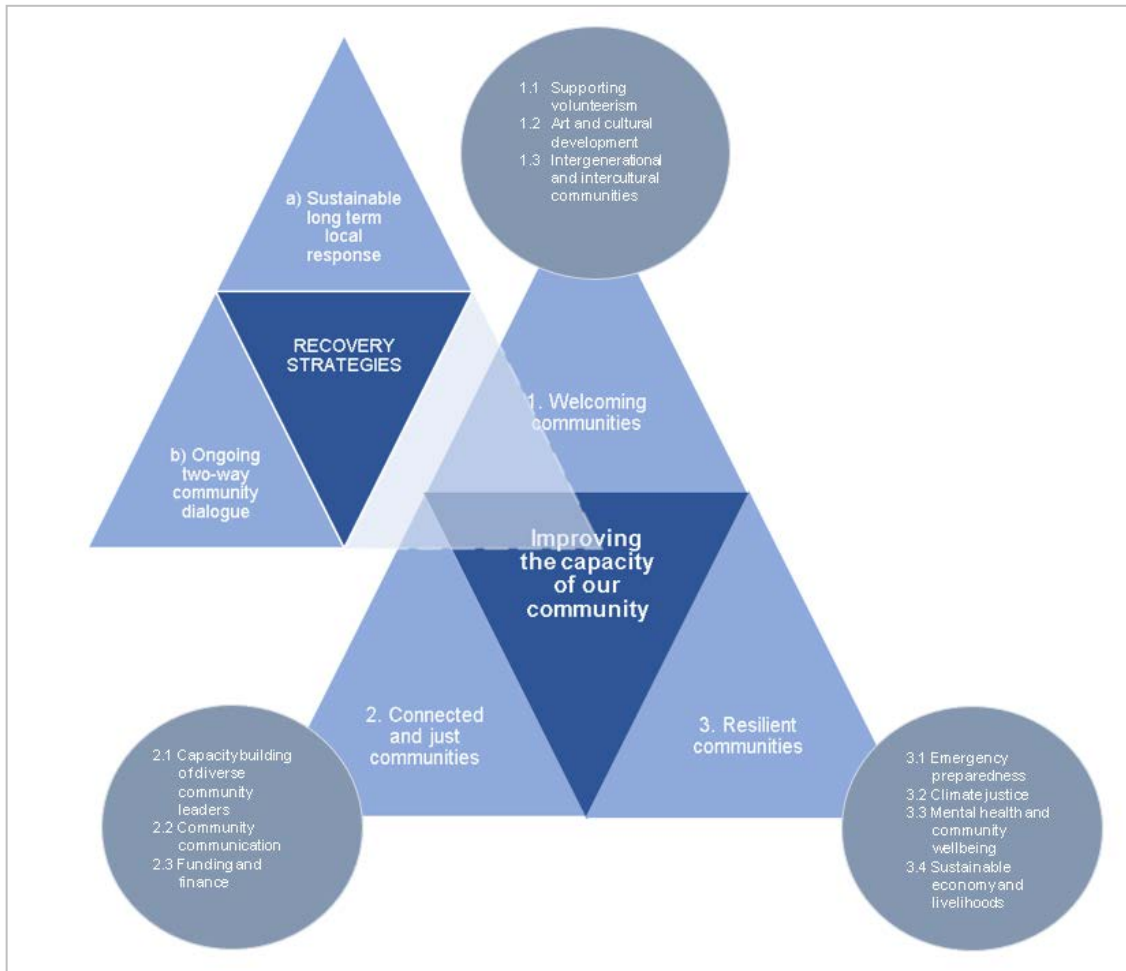 1.1 Supporting
volunteerism
1.2 Art and cultural
development
1.3 Intergenerational
and intercultural
communities
a) Sustainable
long term
local
response
RECOVERY
STRATEGIES
b) Ongoing
two-way
community
dialogue
1. Welcoming
communities
Improving
the capacity
of our
community
2. Connected
and just
communities
3. Resilient
communities
2.1 Capacity building
of diverse
community
leaders
2.2 Community
communication
2.3 Funding and
finance
3.1 Emergency
preparedness
3.2 Climate justice
3.3 Mental health and
community
wellbeing
3.4 Sustainable
economy and
livelihoods